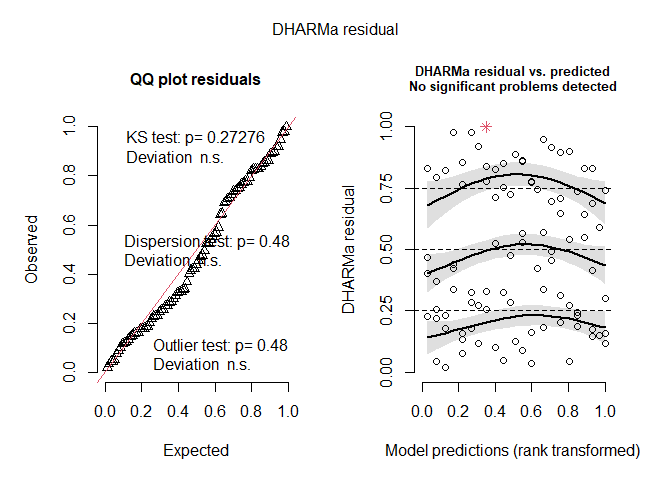 DHARMa residual
QQ plot residuals
KS test: p= 0.27276
Deviation n.s.
Dispersion test: p= 0.48
Deviation n.s.
Outlier test: p= 0.48
Deviation n.s.
Observed
0.0 0.2 0.4 0.6 0.8 1.0
0.0 0.2 0.4 0.6 0.8 1.0
Expected
DHARMa residual vs. predicted
No significant problems detected
DHARMa residual
0.00 0.25 0.50 0.75 1.00
0.0 0.2 0.4 0.6 0.8 1.0
Model predictions (rank transformed)